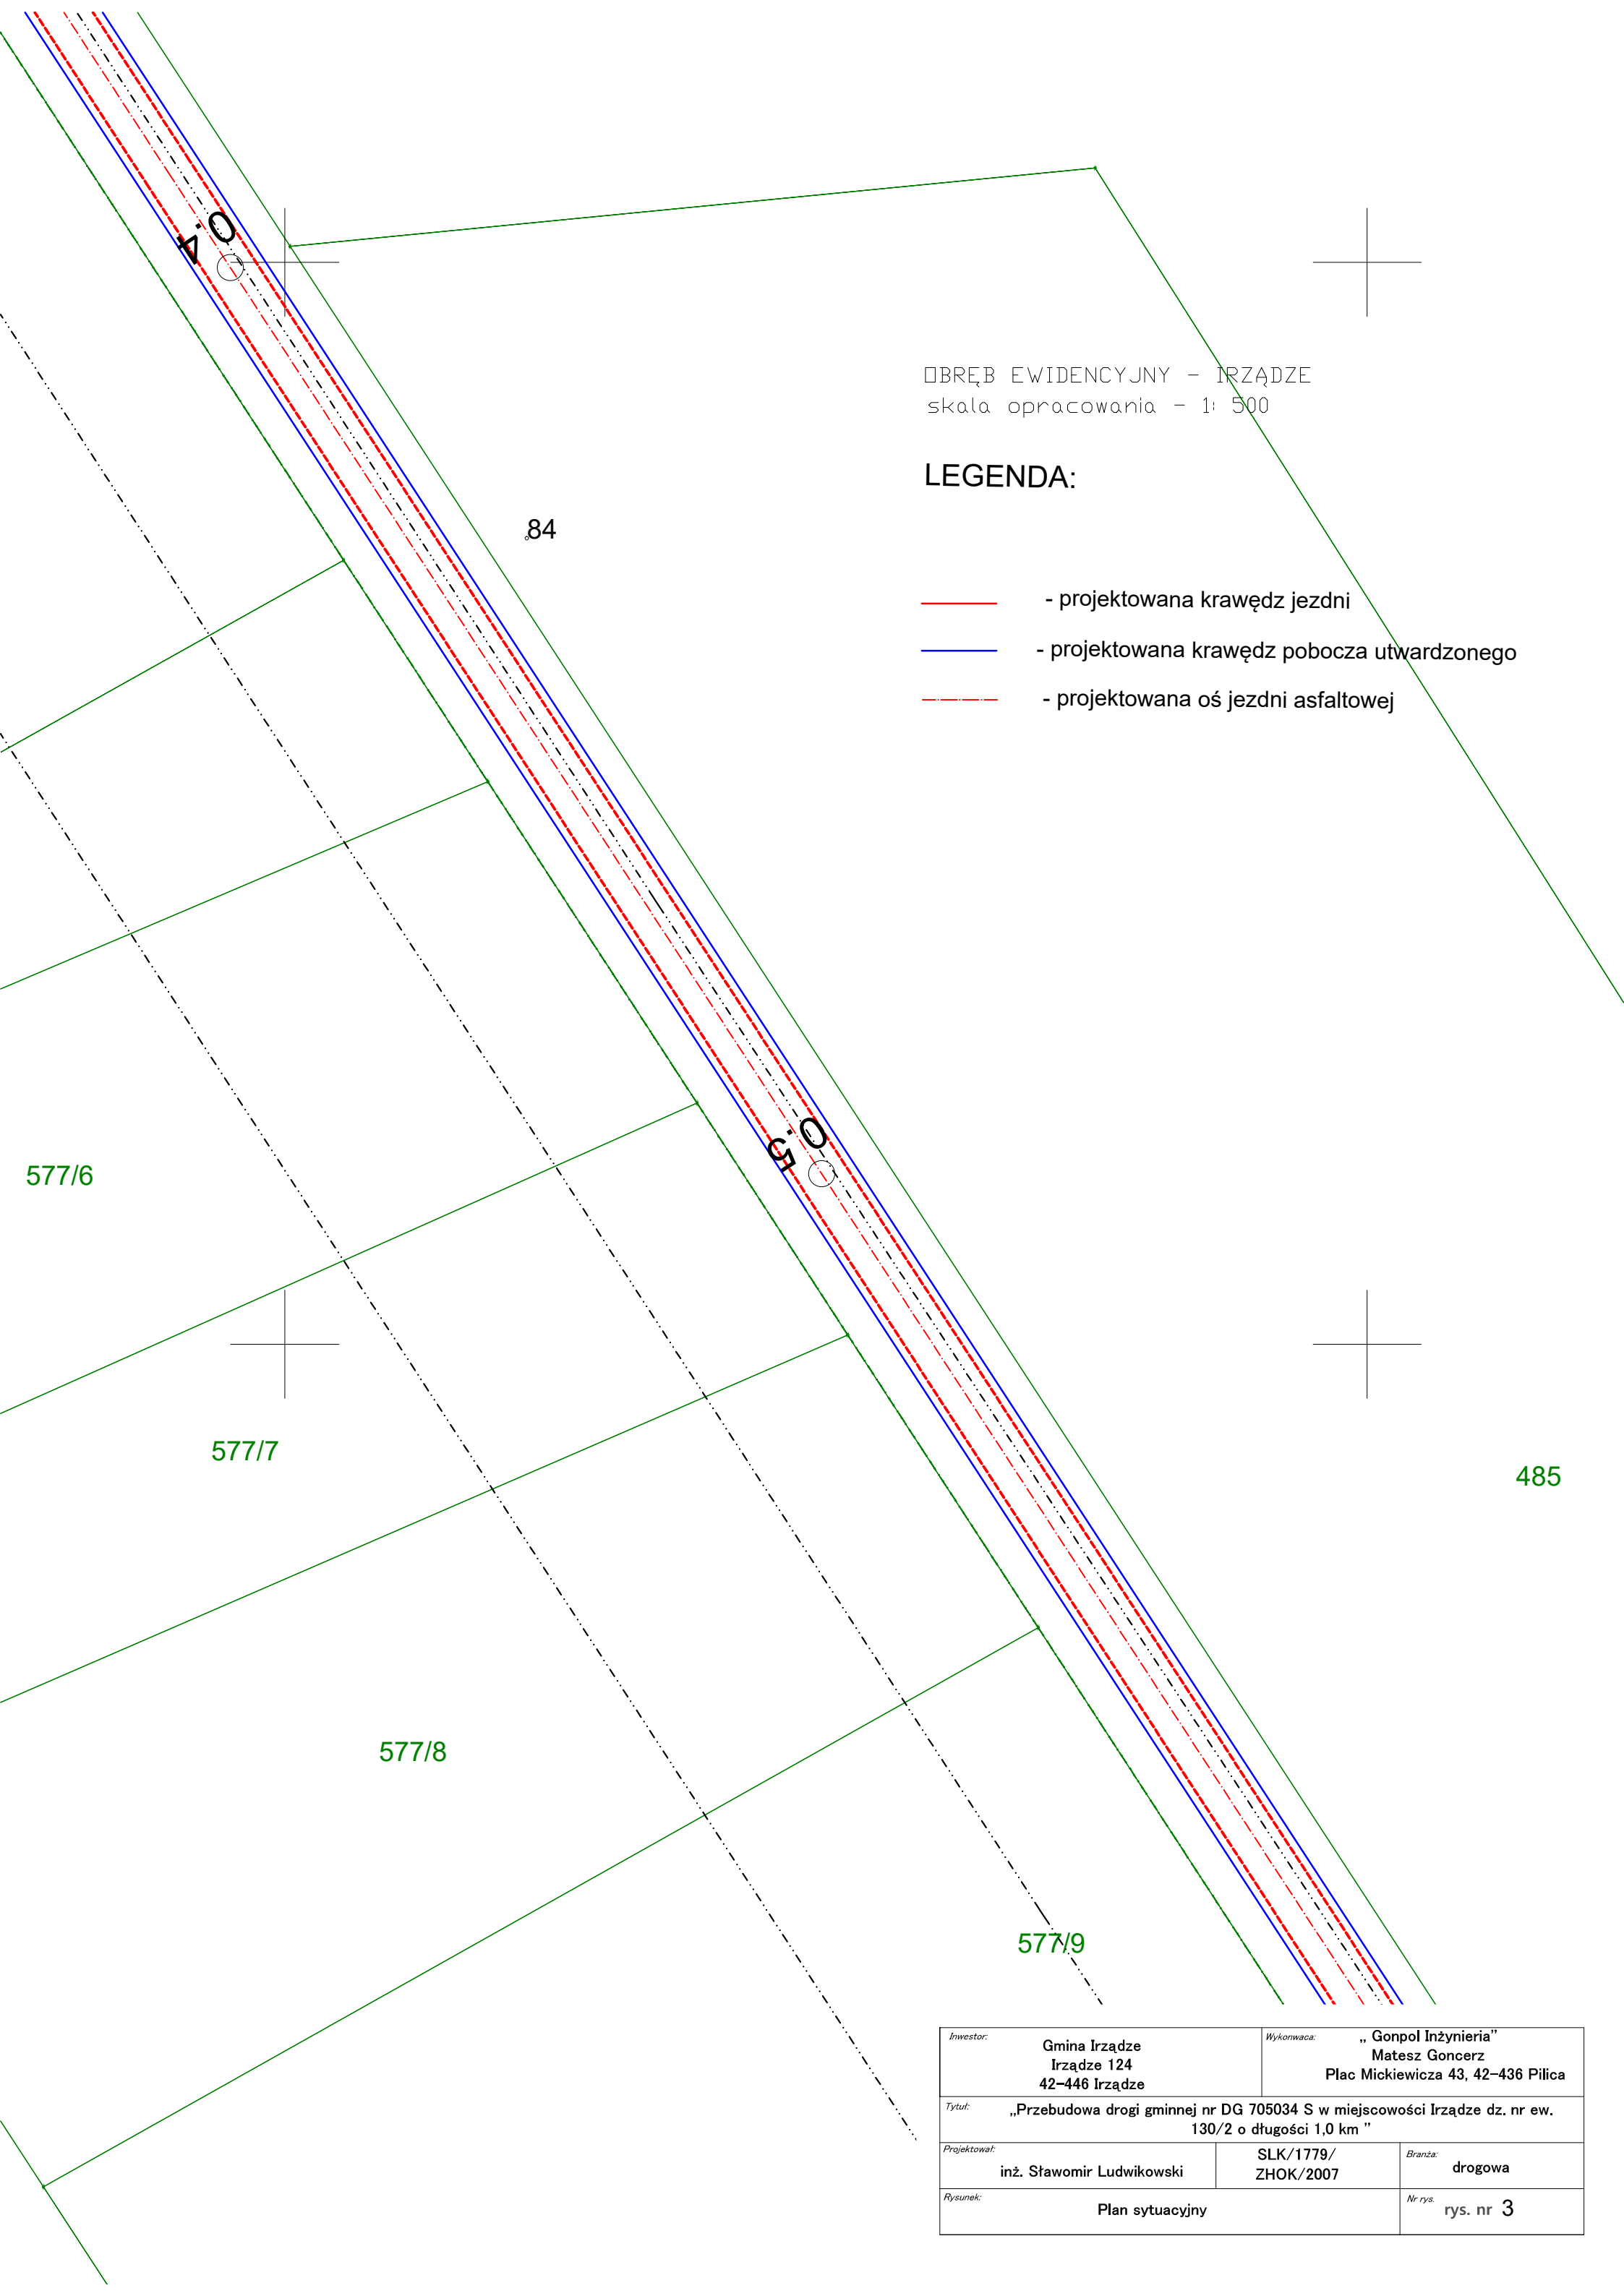 0.4
OBRĘB EWIDENCYJNY - IRZĄDZE
skala opracowania - 1: 500
LEGENDA:
84
- projektowana krawędz jezdni
- projektowana krawędz pobocza utwardzonego
- projektowana oś jezdni asfaltowej
0.5
577/6
577/7
485
577/8
577/9
Inwestor:
Gmina Irządze
Irządze 124
42-446 Irządze
Wykonwaca:
,, Gonpol Inżynieria”
Matesz Goncerz
Plac Mickiewicza 43, 42-436 Pilica
Tytuł:
„Przebudowa drogi gminnej nr DG 705034 S w miejscowości Irządze dz. nr ew.
130/2 o długości 1,0 km ”
Projektował:
inż. Sławomir Ludwikowski
SLK/1779/
ZHOK/2007
Branża:
drogowa
Rysunek:
Plan sytuacyjny
Nr rys.
rys. nr 3